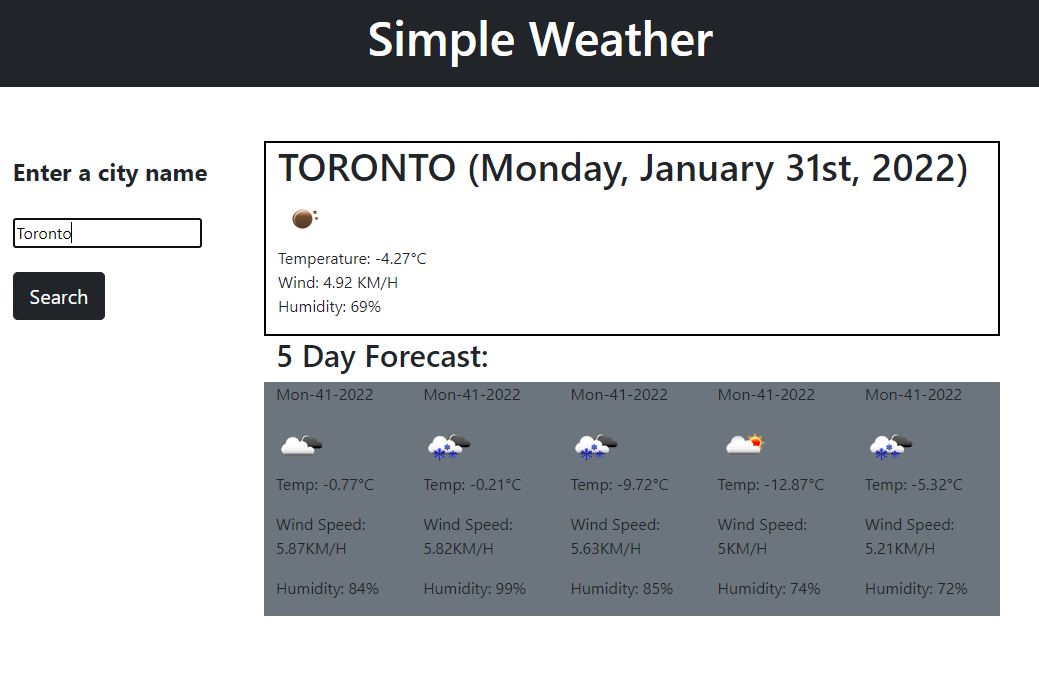 Simple Weather
Enter a city name
Toronto
Search
TORONTO (Monday, January 31st, 2022)
Temperature: -4.27°C
Wind: 4.92 KM/H
Humidity: 69%
5 Day Forecast:
Mon-41-2022
Temp: -0.77°C
Wind Speed:
5.87KM/H
Humidity: 84%
Mon-41-2022
Temp: -0.21°C
Wind Speed:
5.82KM/H
Humidity: 99%
Mon-41-2022
Temp: -9.72°C
Wind Speed:
5.63KM/H
Humidity: 85%
Mon-41-2022
Temp: -12.87°C
Wind Speed:
5KM/H
Humidity: 74%
Mon-41-2022
Temp: -5.32°C
Wind Speed:
5.21KM/H
Humidity: 72%